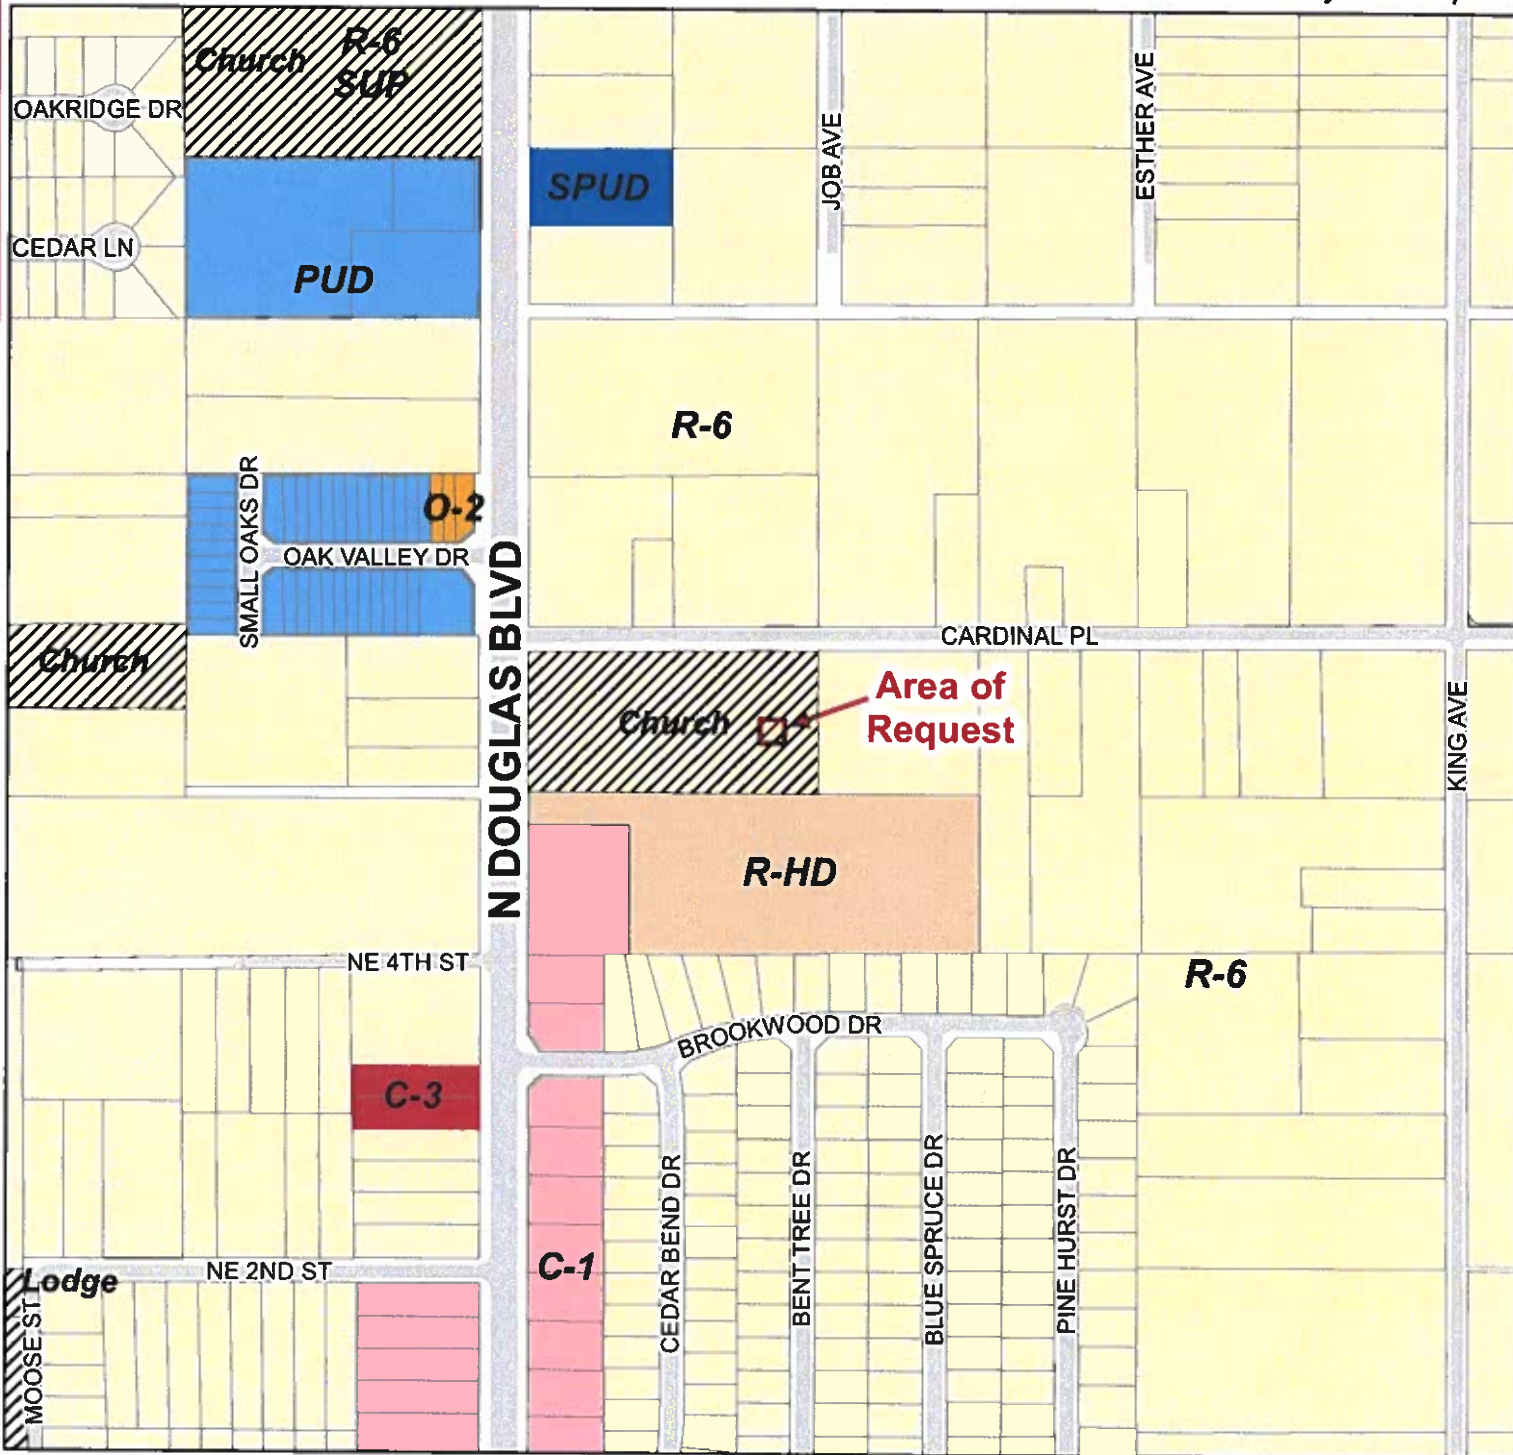 Church
R-6
SUP
OAKRIDGE DR
SPUD
JOB AVE
ESTHER AVE
CEDAR LN
PUD
R-6
SMALL OAKS DR
O-2
OAK VALLEY DR
N DOUGLAS BLVD
CARDINAL PL
Church
Church
Area of
Request
KING AVE
R-HD
NE 4TH ST
R-6
BROOKWOOD DR
C-3
CEDAR BEND DR
BENT TREE DR
BLUE SPRUCE DR
PINE HURST DR
C-1
NE 2ND ST
Lodge
MOOSE ST